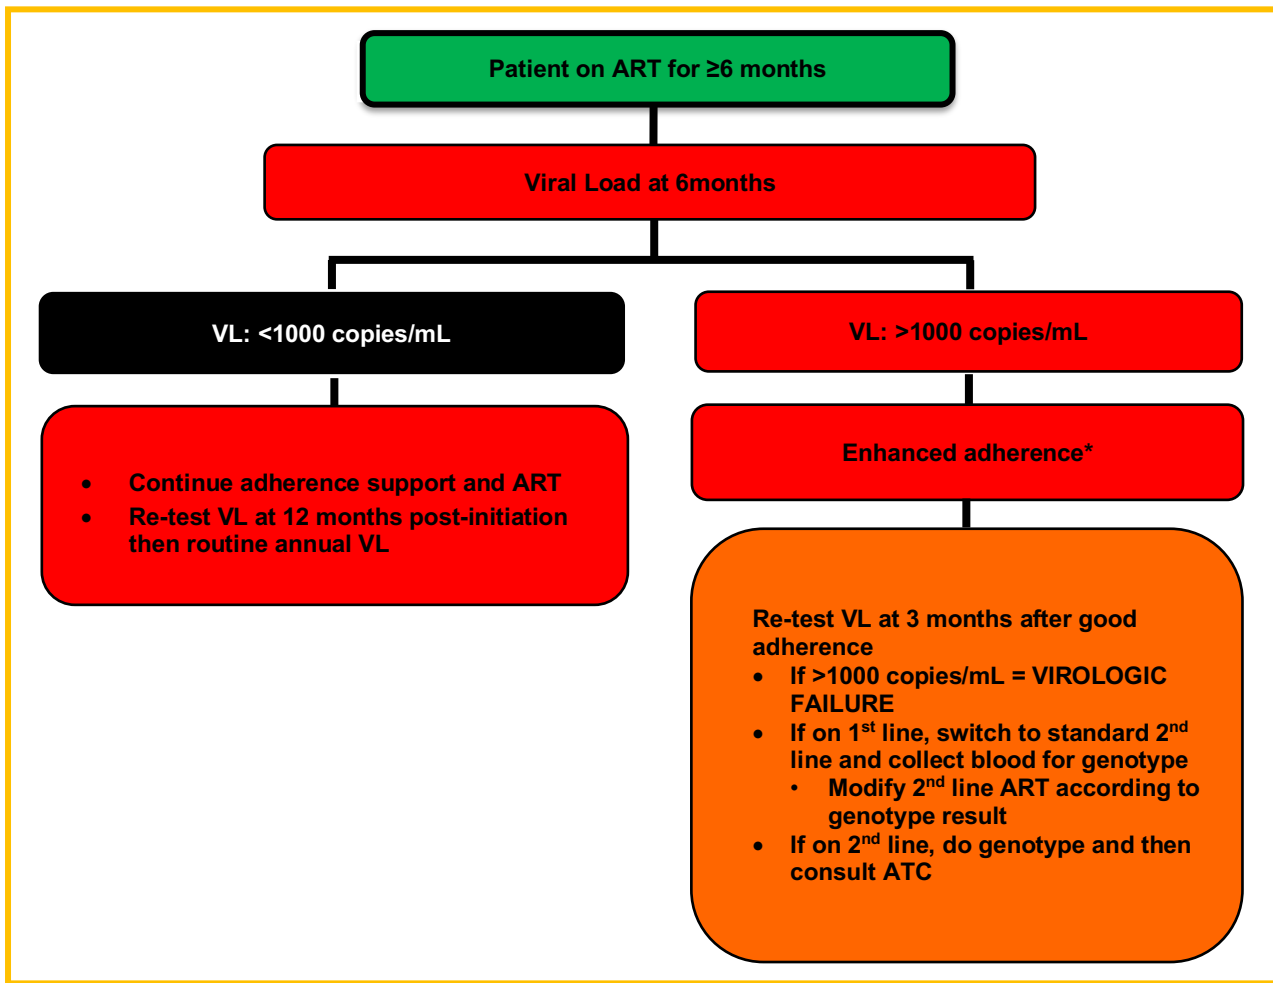 Patient on ART for ≥6 months
Viral Load at 6months
VL: <1000 copies/mL
VL: >1000 copies/mL
• Continue adherence support and ART
• Re-test VL at 12 months post-initiation
then routine annual VL
Enhanced adherence*
Re-test VL at 3 months after good
adherence
• If >1000 copies/mL = VIROLOGIC
FAILURE
• If on 1st line, switch to standard 2nd
line and collect blood for genotype
• Modify 2nd line ART according to
genotype result
• If on 2nd line, do genotype and then
consult ATC